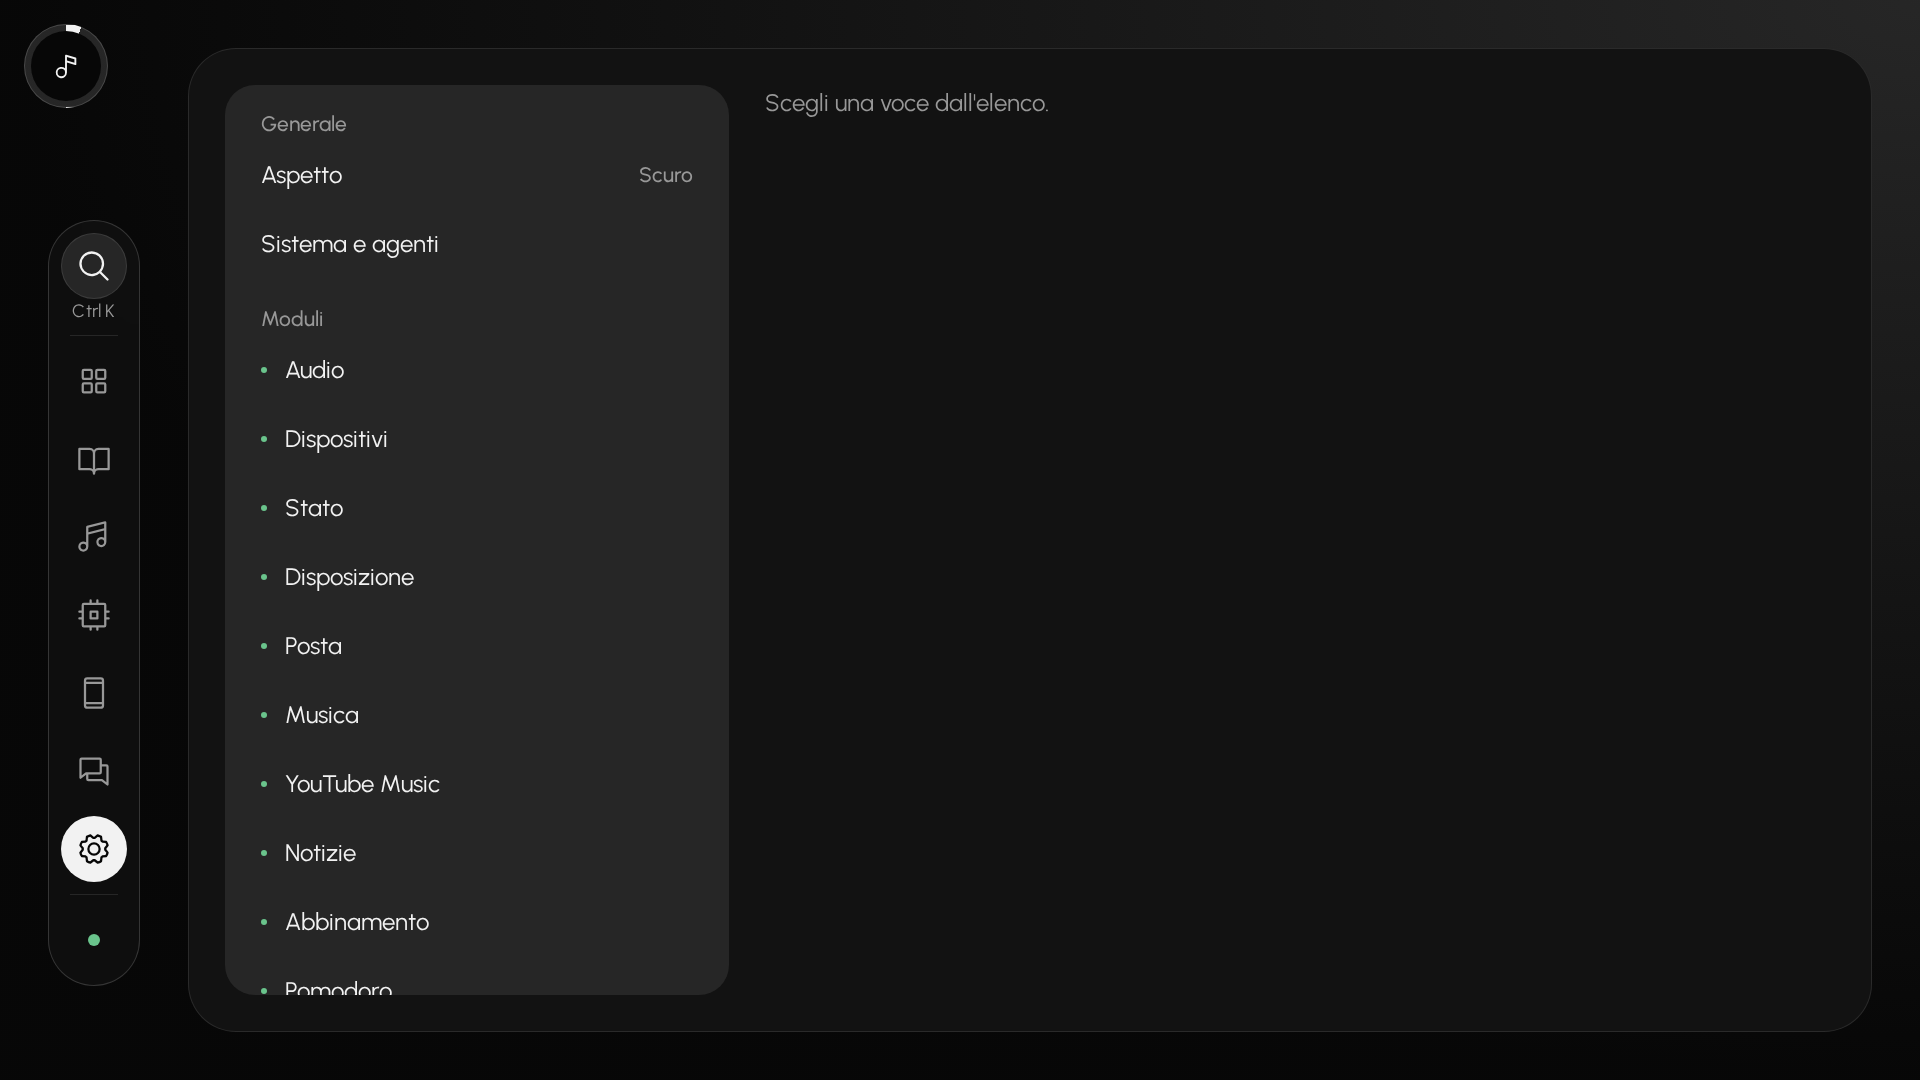 Scegli una voce dall'elenco.
Generale
Aspetto Scuro
Sistema e agenti
Ctrl K
Moduli
Audio
Dispositivi
Stato
Disposizione
Posta
Musica
YouTube Music
Notizie
Abbinamento
Pomodoro